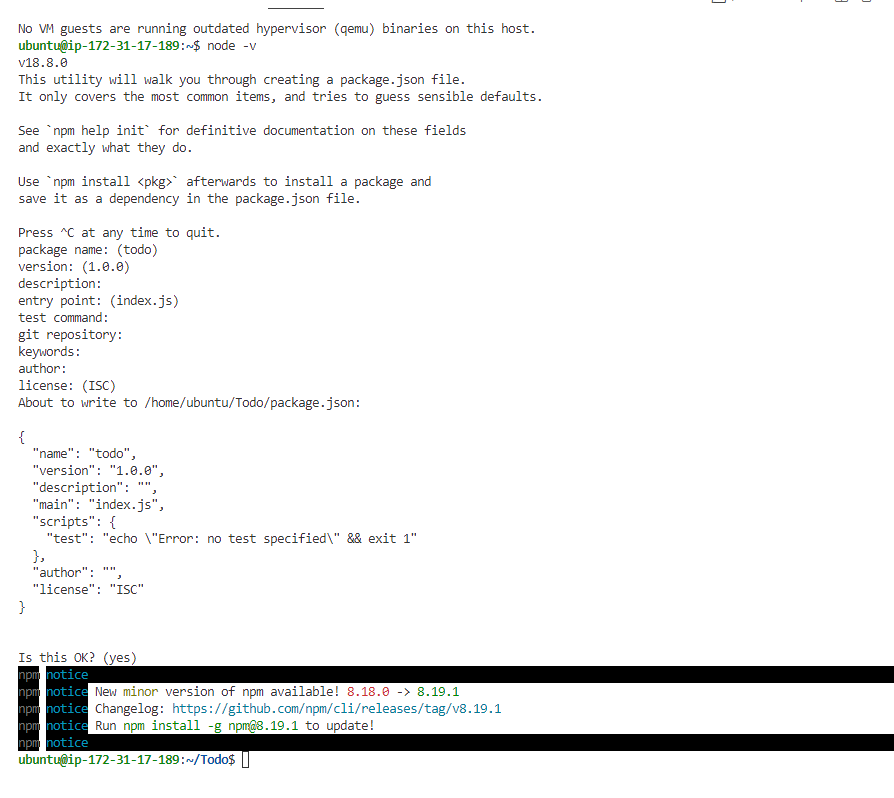 No VM guests are running outdated hypervisor (qemu) binaries on this host.
ubuntu@ip-172-31-17-189:~$ node -v
v18.8.0
This utility will walk you through creating a package.json file.
It only covers the most common items, and tries to guess sensible defaults.

See `npm help init` for definitive documentation on these fields
and exactly what they do.

Use `npm install <pkg>` afterwards to install a package and
save it as a dependency in the package.json file.

Press ^C at any time to quit.
package name: (todo)
version: (1.0.0)
description:
entry point: (index.js)
test command:
git repository:
keywords:
author:
license: (ISC)
About to write to /home/ubuntu/Todo/package.json:

{
  "name": "todo",
  "version": "1.0.0",
  "description": "",
  "main": "index.js",
  "scripts": {
    "test": "echo \"Error: no test specified\" && exit 1"
  },
  "author": "",
  "license": "ISC"
}


Is this OK? (yes)
npm notice
npm notice New minor version of npm available! 8.18.0 -> 8.19.1
npm notice Changelog: https://github.com/npm/cli/releases/tag/v8.19.1
npm notice Run npm install -g npm@8.19.1 to update!
npm notice
ubuntu@ip-172-31-17-189:~/Todo$